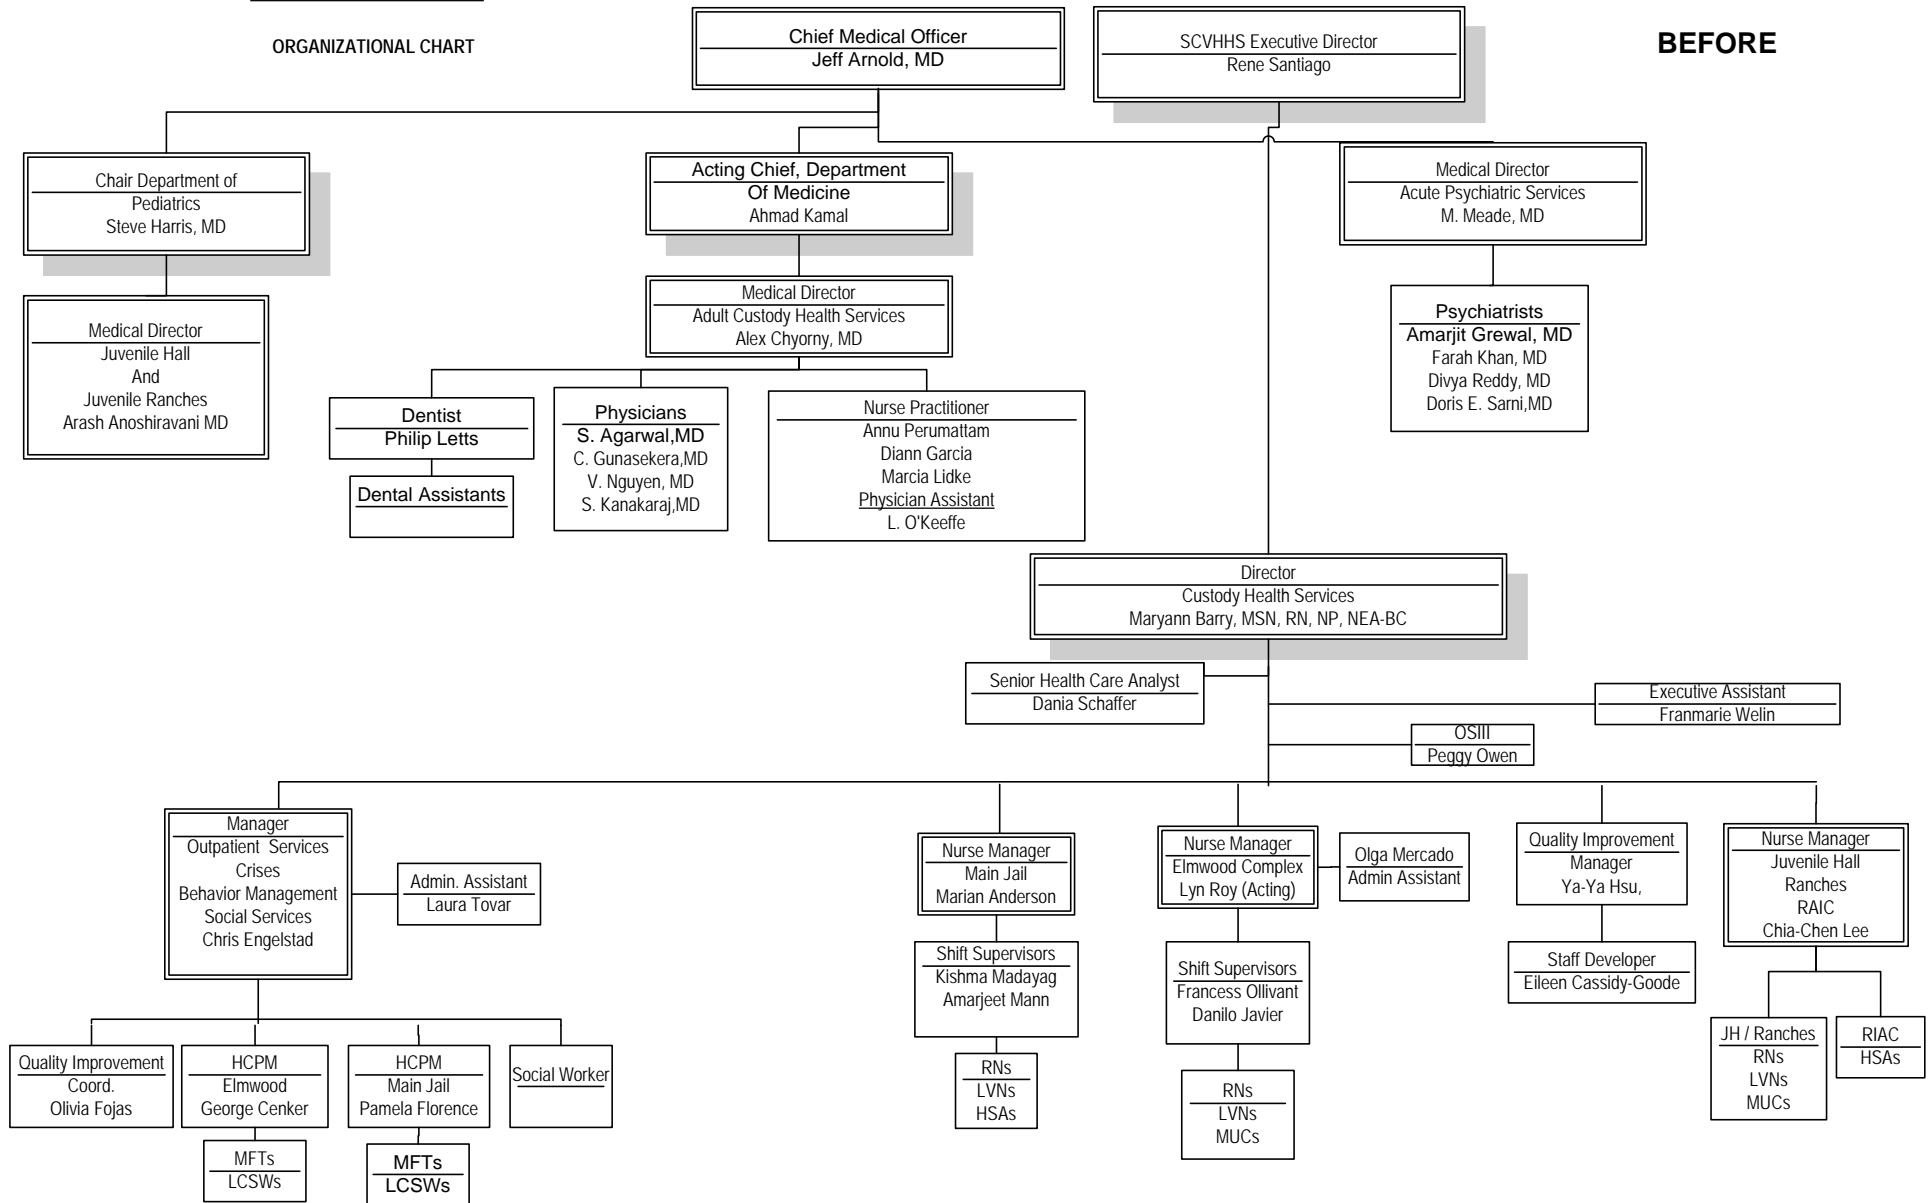 ORGANIZATIONAL CHART
BEFORE
Chief Medical Officer
Jeff Arnold, MD
SCVHHS Executive Director
Rene Santiago
Chair Department of
Pediatrics
Steve Harris, MD
Acting Chief, Department
Of Medicine
Ahmad Kamal
Medical Director
Acute Psychiatric Services
M. Meade, MD
Medical Director
Juvenile Hall
And
Juvenile Ranches
Arash Anoshiravani MD
Medical Director
Adult Custody Health Services
Alex Chyorny, MD
Psychiatrists
Amarjit Grewal, MD
Farah Khan, MD
Divya Reddy, MD
Doris E. Sarni,MD
Dentist
Philip Letts
Dental Assistants
Physicians
S. Agarwal,MD
C. Gunasekera,MD
V. Nguyen, MD
S. Kanakaraj,MD
Nurse Practitioner
Annu Perumattam
Diann Garcia
Marcia Lidke
Physician Assistant
L. O'Keeffe
Director
Custody Health Services
Maryann Barry, MSN, RN, NP, NEA-BC
Senior Health Care Analyst
Dania Schaffer
Executive Assistant
Franmarie Welin
OSIII
Peggy Owen
Manager
Outpatient Services
Crises
Behavior Management
Social Services
Chris Engelstad
Admin. Assistant
Laura Tovar
Nurse Manager
Main Jail
Marian Anderson
Nurse Manager
Elmwood Complex
Lyn Roy (Acting)
Olga Mercado
Admin Assistant
Quality Improvement
Manager
Ya-Ya Hsu,
Nurse Manager
Juvenile Hall
Ranches
RAIC
Chia-Chen Lee
Shift Supervisors
Kishma Madayag
Amarjeet Mann
Shift Supervisors
Francess Ollivant
Danilo Javier
Staff Developer
Eileen Cassidy-Goode
Quality Improvement
Coord.
Olivia Fojas
HCPM
Elmwood
George Cenker
HCPM
Main Jail
Pamela Florence
Social Worker
RNs
LVNs
HSAs
RNs
LVNs
MUCs
JH / Ranches
RNs
LVNs
MUCs
RIAC
HSAs
MFTs
LCSWs
MFTs
LCSWs